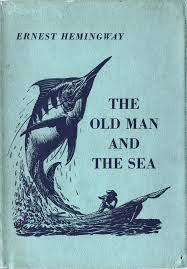 ERNEST HEMINGWAY
THE
OLD MAN
AND
THE SEA